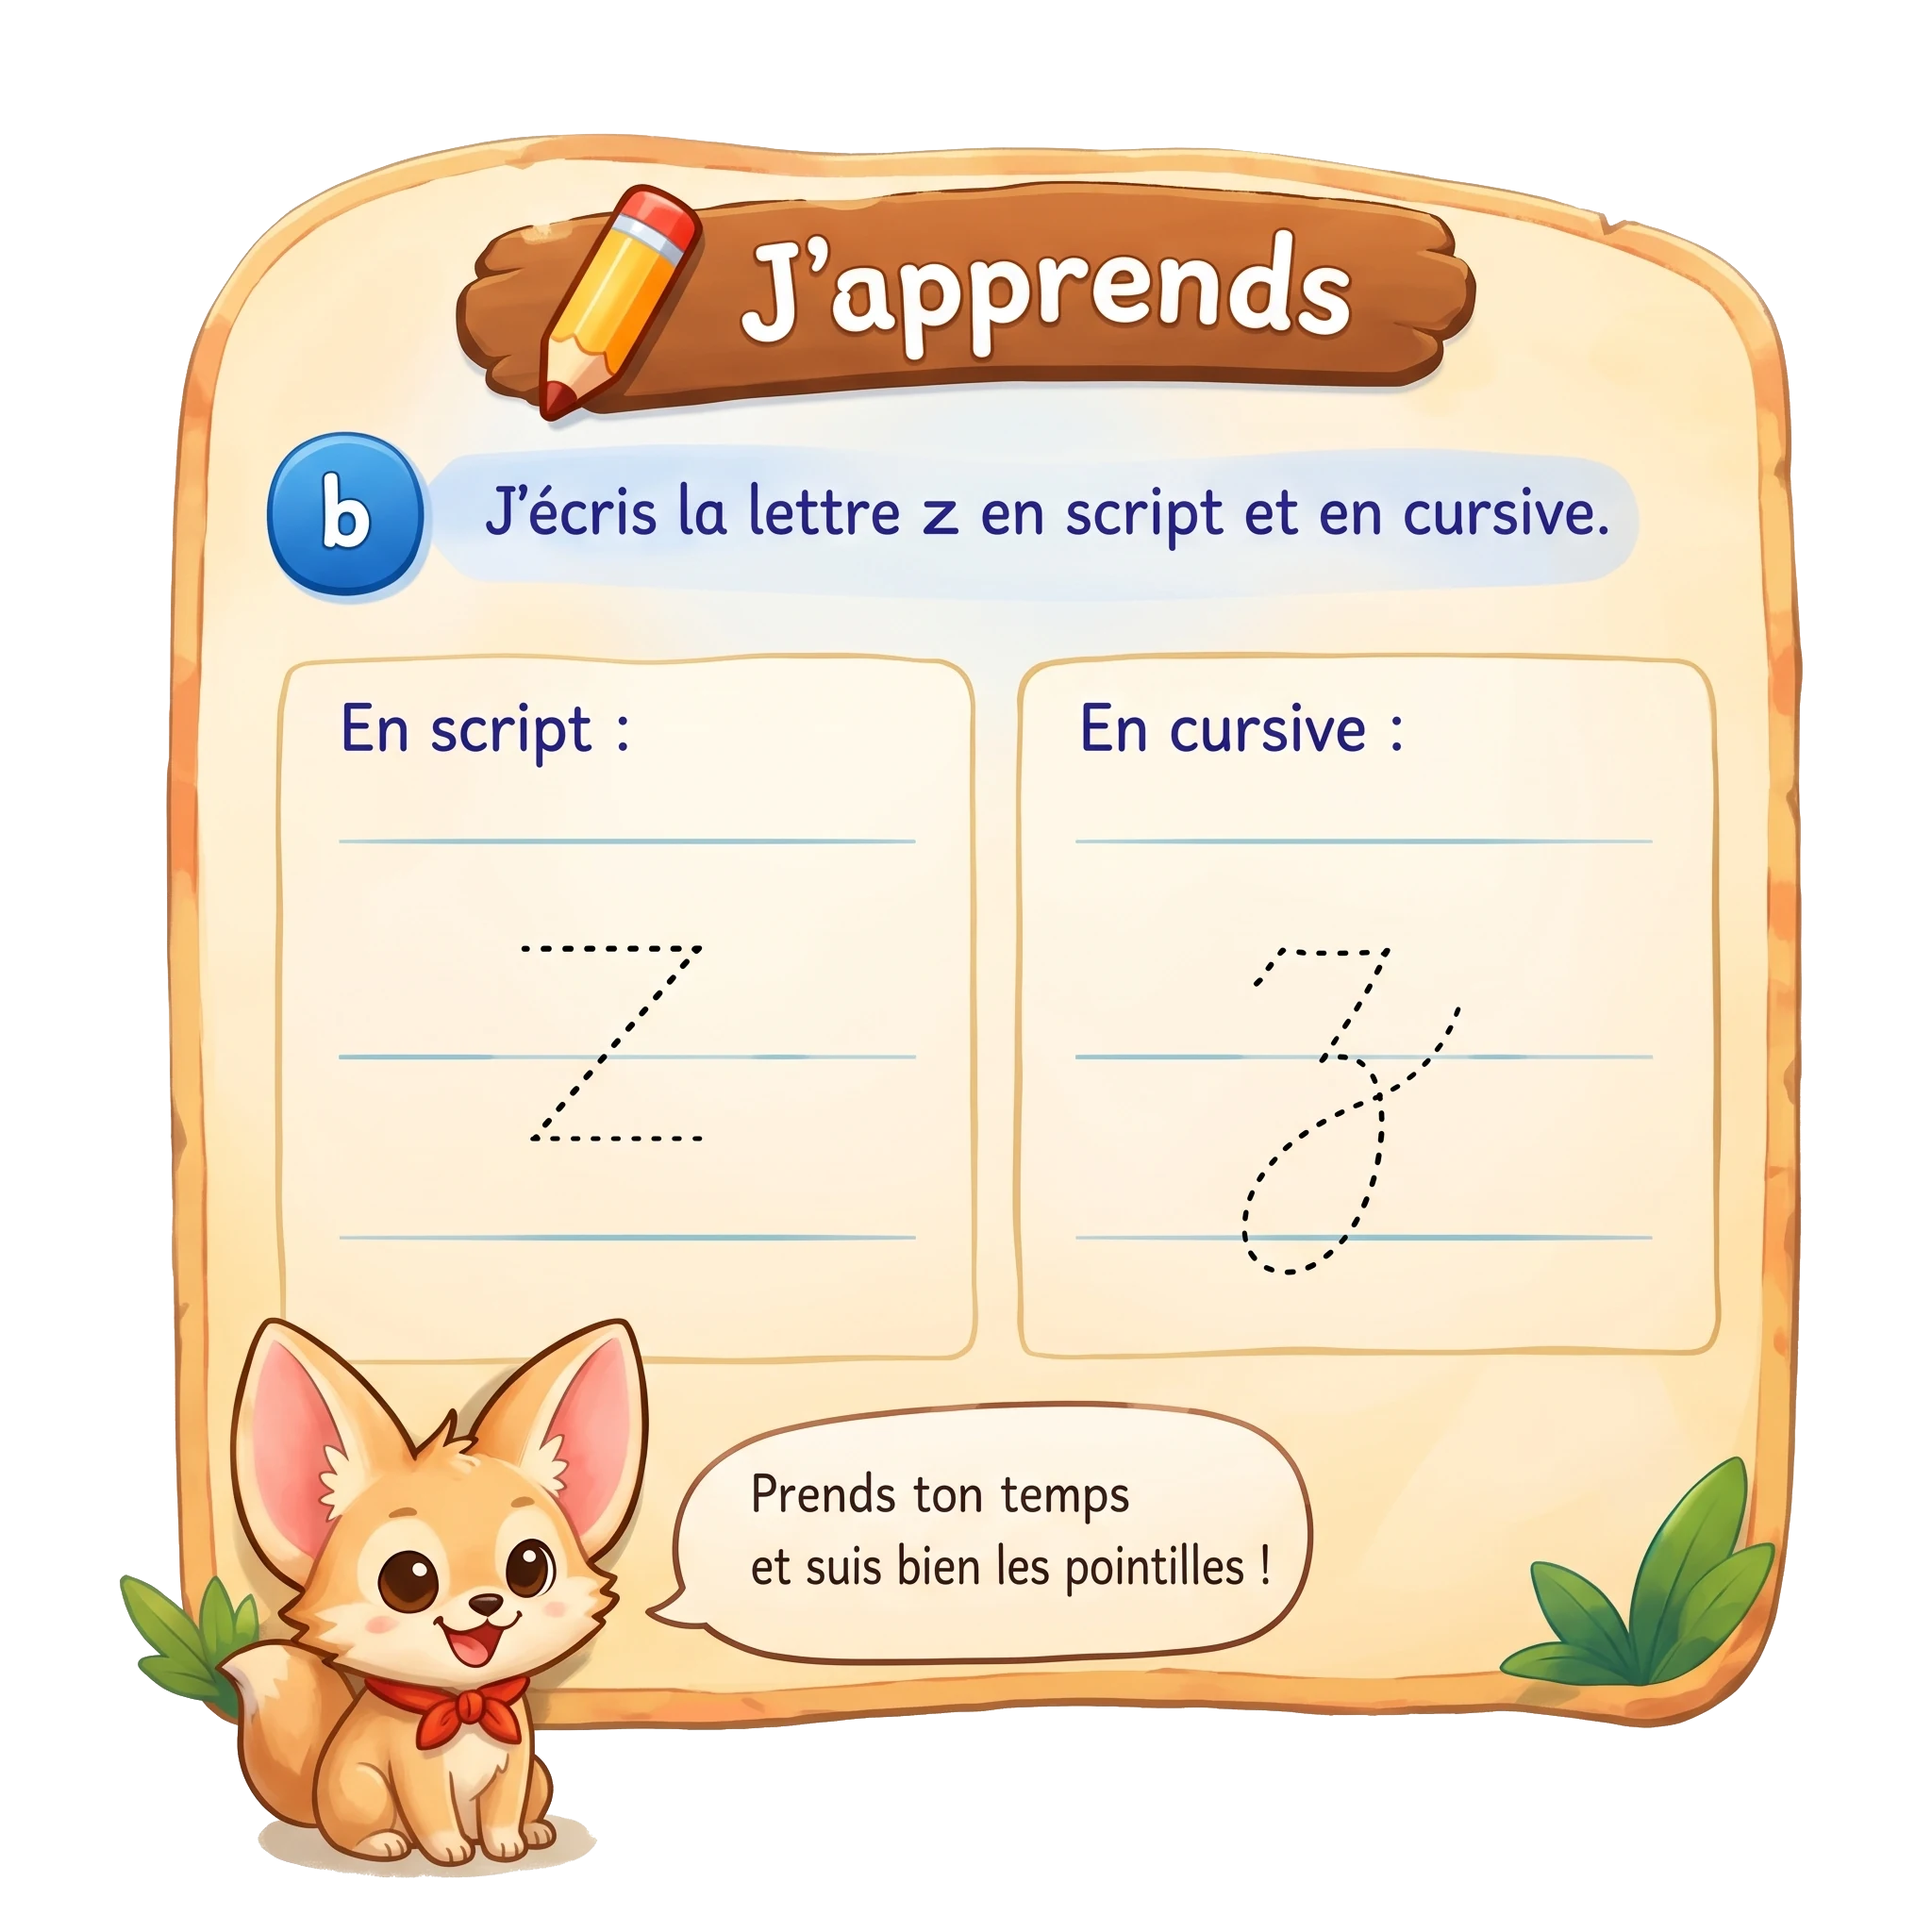 J'apprends
b
J'écris la lettre z en script et en cursive.
En script :
En cursive :
z
z
Prends ton temps
et suis bien les pointilles !